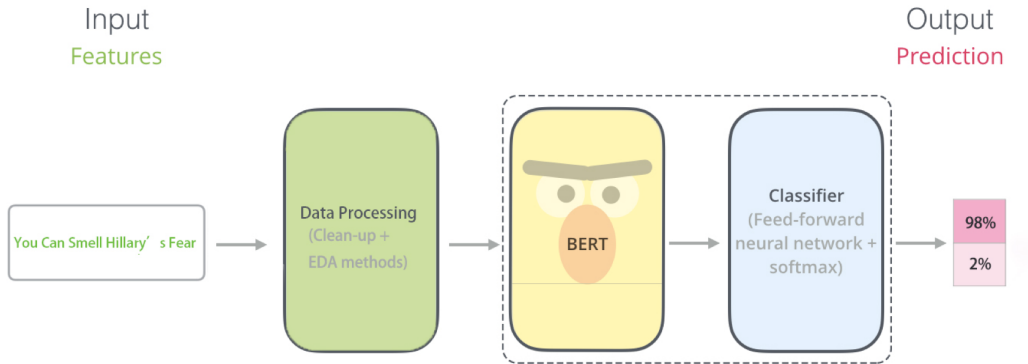 Input
Features
Output
Prediction
You Can Smell Hillary's Fear
Data Processing
(Clean-up +
EDA methods)
BERT
Classifier
(Feed-forward
neural network +
softmax)
98%
2%